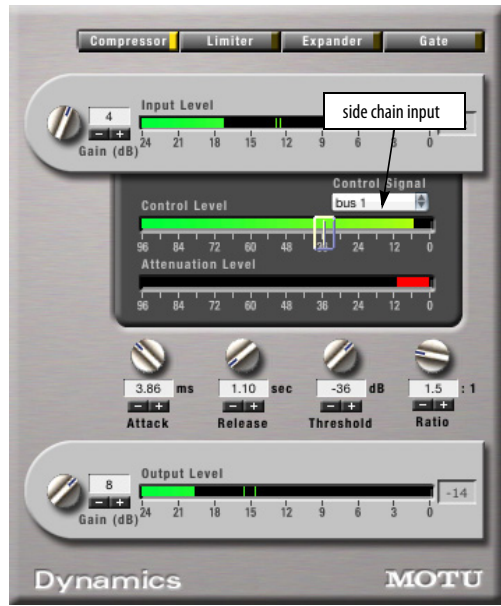 Compressor Limiter Expander Gate
Input Level
side chain input
4
- +
Gain (dB)
24 21 18 15 12 9 6 3 0
Control Signal
Control Level
bus 1
96 84 72 60 48 36 24 12 0
Attenuation Level
96 84 72 60 48 36 24 12 0
3.86 ms 1.10 sec -36 dB 1.5 : 1
- + - + - + - +
Attack Release Threshold Ratio
Output Level
8
-14
- +
Gain (dB)
24 21 18 15 12 9 6 3 0
Dynamics MOTU